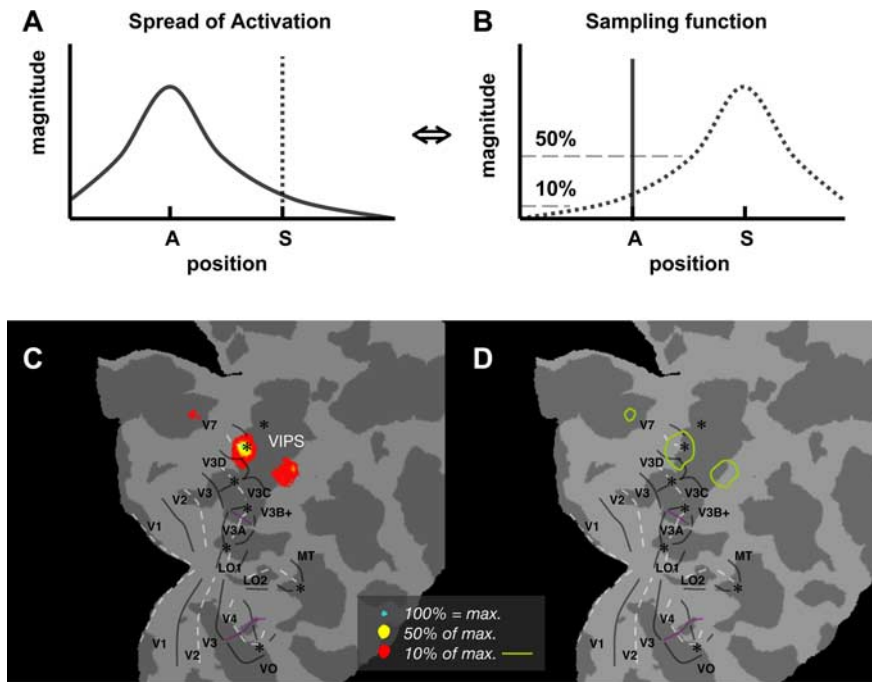 A Spread of Activation
magnitude
A S
position
B Sampling function
magnitude
50%
10%
A S
position
C
V7
*
VIPS
*
V3D
*
V3
V3C
V2
*
V3B+
V1
V3A
*
MT
LO1
LO2
*
V4
V1
V3
V2
*
VO
* 100% = max.
50% of max.
10% of max.
D
V7
*
*
V3D
*
V3
V3C
V2
*
V3B+
V1
V3A
*
MT
LO1
LO2
*
V4
V1
V3
V2
*
VO